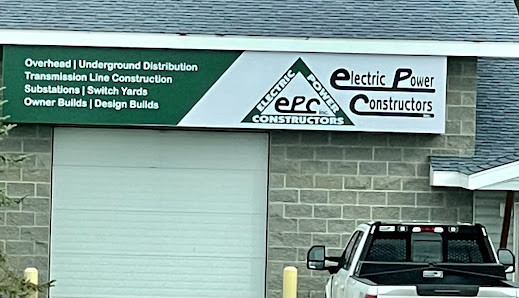 Overhead | Underground Distribution
Transmission Line Construction
Substations | Switch Yards
Owner Builds | Design Builds
ELECTRIC POWER
ePC
CONSTRUCTORS
Electric Power
Constructors